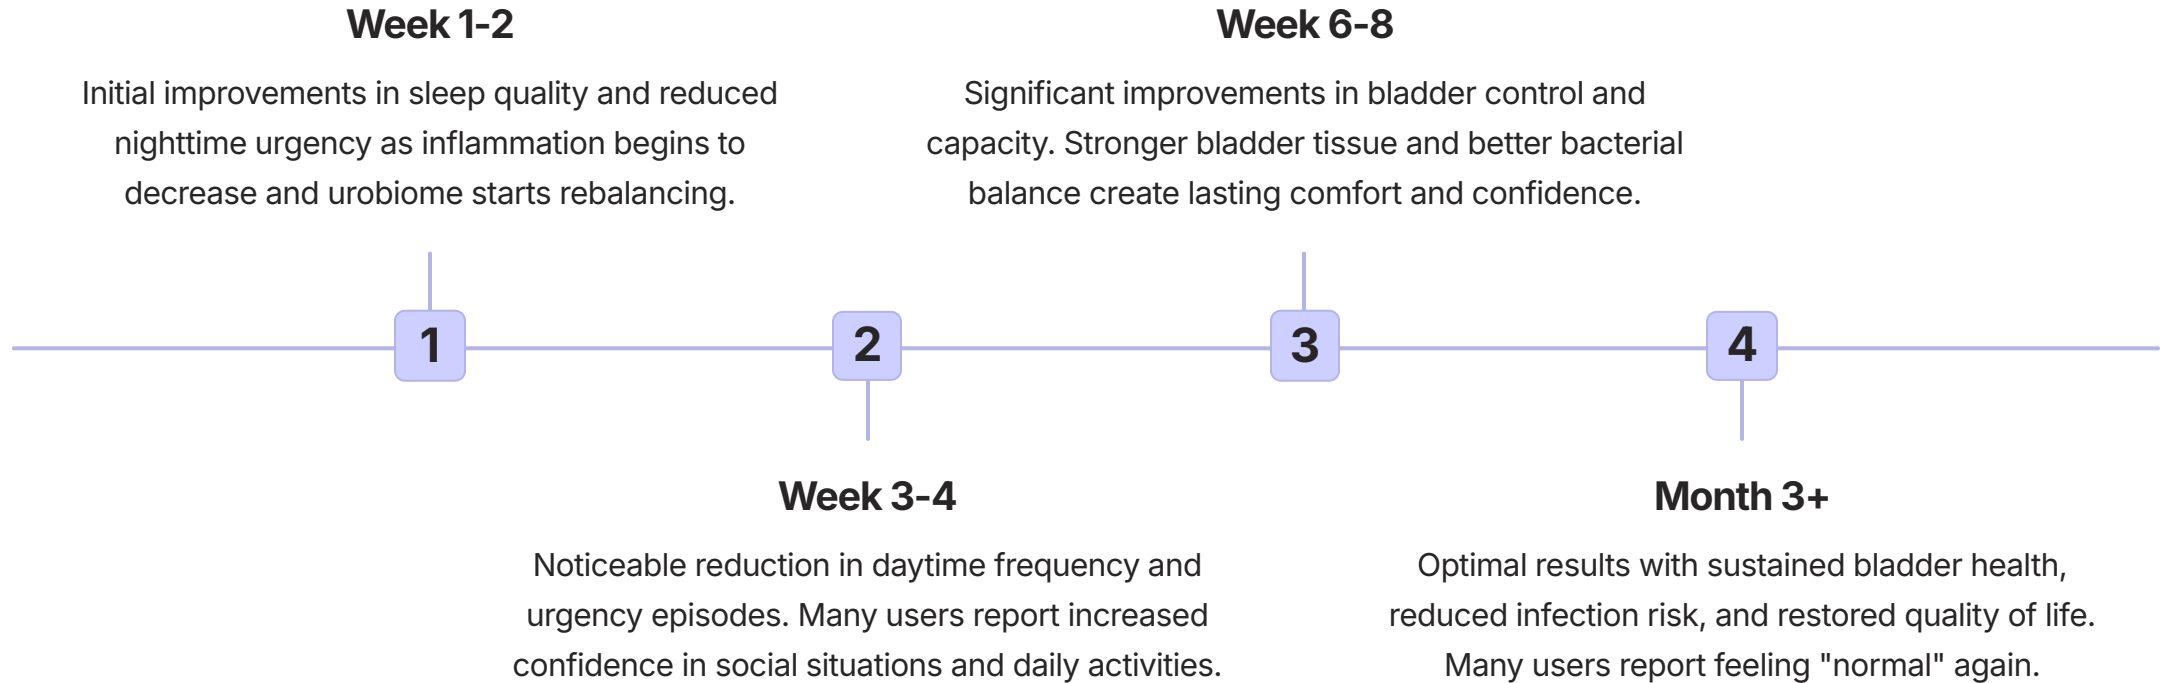 Week 1-2
Initial improvements in sleep quality and reduced
nighttime urgency as inflammation begins to
decrease and urobiome starts rebalancing.
Week 6-8
Significant improvements in bladder control and
capacity. Stronger bladder tissue and better bacterial
balance create lasting comfort and confidence.
1
2
3
4
Week 3-4
Noticeable reduction in daytime frequency and
urgency episodes. Many users report increased
confidence in social situations and daily activities.
Month 3+
Optimal results with sustained bladder health,
reduced infection risk, and restored quality of life.
Many users report feeling "normal" again.